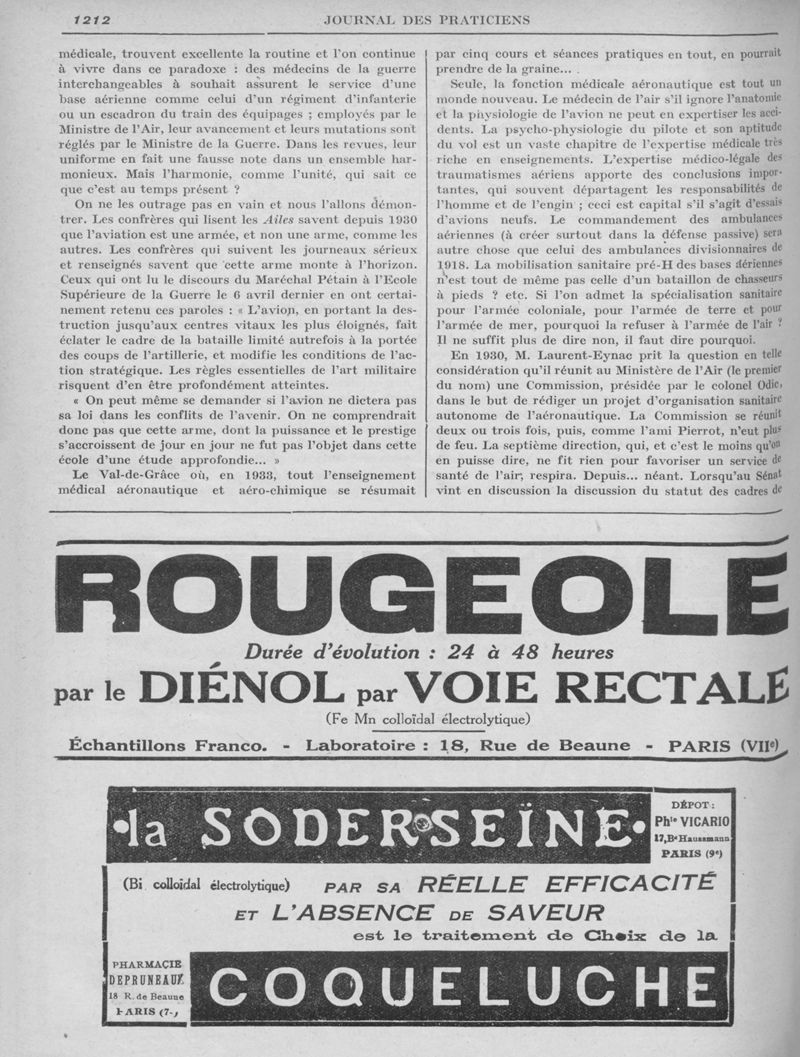 1212
JOURNAL DES PRATICIENS
médicale, trouvent excellente la routine et l'on continue
à vivre dans ce paradoxe : des médecins de la guerre
interchangeables à souhait assurent le service d'une
base aérienne comme celui d'un régiment d'infanterie
ou un escadron du train des équipages ; employés par le
Ministre de l'Air, leur avancement et leurs mutations sont
réglés par le Ministre de la Guerre. Dans les revues, leur
uniforme en fait une fausse note dans un ensemble har-
monieux. Mais l'harmonie, comme l'unité, qui sait ce
que c'est au temps présent ?
On ne les outrage pas en vain et nous l'allons démon-
trer. Les confrères qui lisent les Ailes savent depuis 1930
que l'aviation est une armée, et non une arme, comme les
autres. Les confrères qui suivent les journaux sérieux
et renseignés savent que cette arme monte à l'horizon.
Ceux qui ont lu le discours du Maréchal Pétain à l'Ecole
Supérieure de la Guerre le 6 avril dernier en ont certai-
nement retenu ces paroles : « L'avion, en portant la des-
truction jusqu'aux centres vitaux les plus éloignés, fait
éclater le cadre de la bataille limité autrefois à la portée
des coups de l'artillerie, et modifie les conditions de l'ac-
tion stratégique. Les règles essentielles de l'art militaire
risquent d'en être profondément atteintes.
« On peut même se demander si l'avion ne dictera pas
sa loi dans les conflits de l'avenir. On ne comprendrait
donc pas que cette arme, dont la puissance et le prestige
s'accroissent de jour en jour ne fut pas l'objet dans cette
école d'une étude approfondie... »
Le Val-de-Grâce où, en 1933, tout l'enseignement
médical aéronautique et aéro-chimique se résumait
par cinq cours et séances pratiques en tout, en pourrait
prendre de la graine... .
Seule, la fonction médicale aéronautique est tout un
monde nouveau. Le médecin de l'air s'il ignore l'anatomie
et la physiologie de l'avion ne peut en expertiser les acci-
dents. La psycho-physiologie du pilote et son aptitude
du vol est un vaste chapitre de l'expertise médicale très
riche en enseignements. L'expertise médico-légale des
traumatismes aériens apporte des conclusions impor-
tantes, qui souvent départagent les responsabilités de
l'homme et de l'engin ; ceci est capital s'il s'agit d'essais
d'avions neufs. Le commandement des ambulances
aériennes (à créer surtout dans la défense passive) sera
autre chose que celui des ambulances divisionnaires de
1918. La mobilisation sanitaire pré-H des bases aériennes
n'est tout de même pas celle d'un bataillon de chasseurs
à pieds ? etc. Si l'on admet la spécialisation sanitaire
pour l'armée coloniale, pour l'armée de terre et pour
l'armée de mer, pourquoi la refuser à l'armée de l'air ?
Il ne suffit plus de dire non, il faut dire pourquoi.
En 1930, M. Laurent-Eynac prit la question en telle
considération qu'il réunit au Ministère de l'Air (le premier
du nom) une Commission, présidée par le colonel Odic,
dans le but de rédiger un projet d'organisation sanitaire
autonome de l'aéronautique. La Commission se réunit
deux ou trois fois, puis, comme l'ami Pierrot, n'eut plus
de feu. La septième direction, qui, et c'est le moins qu'on
en puisse dire, ne fit rien pour favoriser un service de
santé de l'air, respira. Depuis... néant. Lorsqu'au Sénat
vint en discussion la discussion du statut des cadres de
ROUGEOLE
Durée d'évolution : 24 à 48 heures
par le DIÉNOL par VOIE RECTALE
(Fe Mn colloïdal électrolytique)
Échantillons Franco. - Laboratoire : 18, Rue de Beaune - PARIS (VIIe)
la SODERSEÏNE
DÉPOT :
Phie VICARIO
17, Bd Haussmann
PARIS (9e)
(Bi colloïdal électrolytique) PAR SA RÉELLE EFFICACITÉ
ET L'ABSENCE DE SAVEUR
est le traitement de Choix de la
PHARMACIE
DEPRUNEAUX
18 R. de Beaune
PARIS (7-)
COQUELUCHE